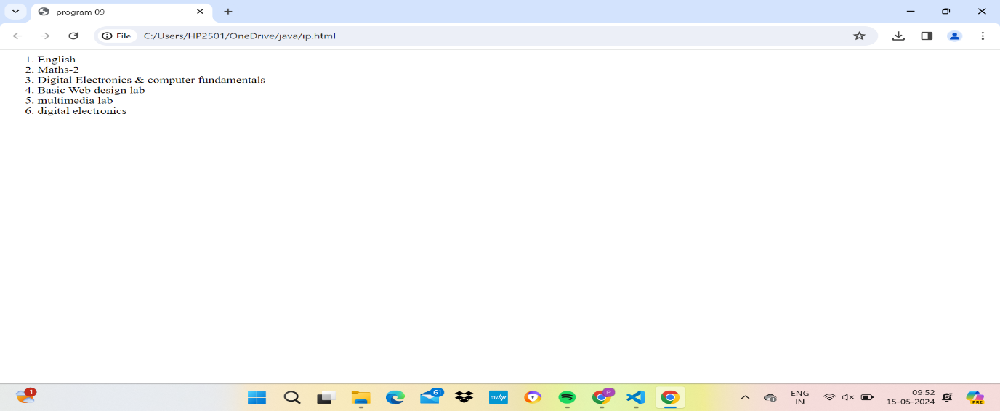 program 09
File C:/Users/HP2501/OneDrive/java/ip.html
1. English
2. Maths-2
3. Digital Electronics & computer fundamentals
4. Basic Web design lab
5. multimedia lab
6. digital electronics
1
61
myhp
P
ENG
IN
09:52
15-05-2024
PRE